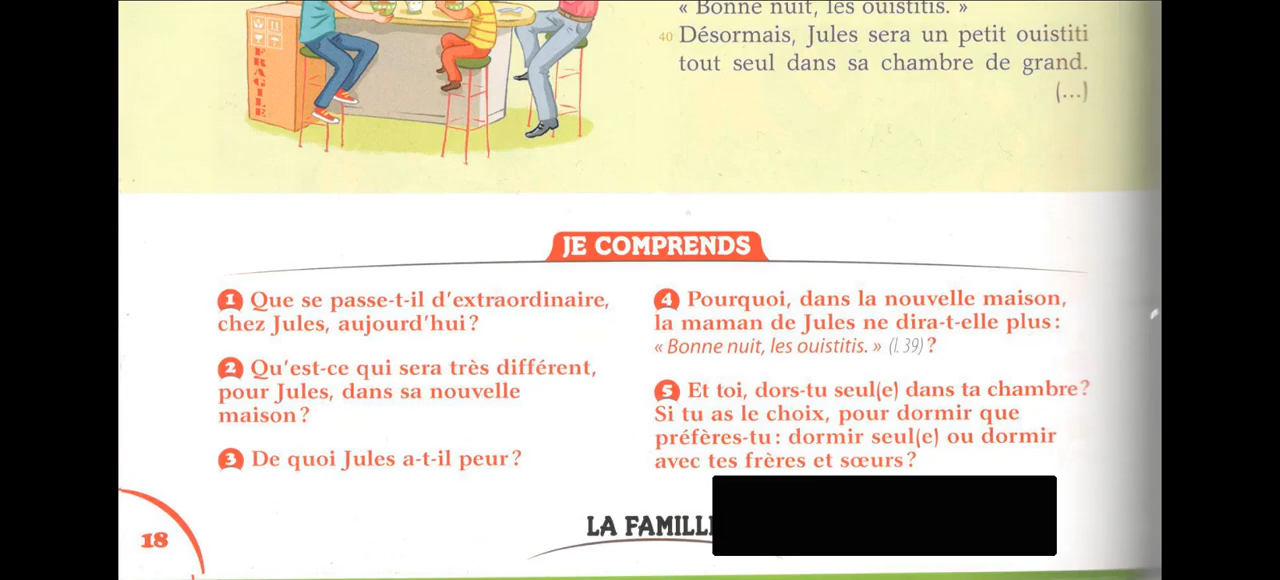 « Bonne nuit, les ouistitis. »
40 Désormais, Jules sera un petit ouistiti
tout seul dans sa chambre de grand.
(...)
FRAGILE
JE COMPRENDS
1 Que se passe-t-il d'extraordinaire,
chez Jules, aujourd'hui ?
2 Qu'est-ce qui sera très différent,
pour Jules, dans sa nouvelle
maison ?
3 De quoi Jules a-t-il peur ?
4 Pourquoi, dans la nouvelle maison,
la maman de Jules ne dira-t-elle plus :
« Bonne nuit, les ouistitis. » (l. 39) ?
5 Et toi, dors-tu seul(e) dans ta chambre ?
Si tu as le choix, pour dormir que
préfères-tu : dormir seul(e) ou dormir
avec tes frères et sœurs ?
18
LA